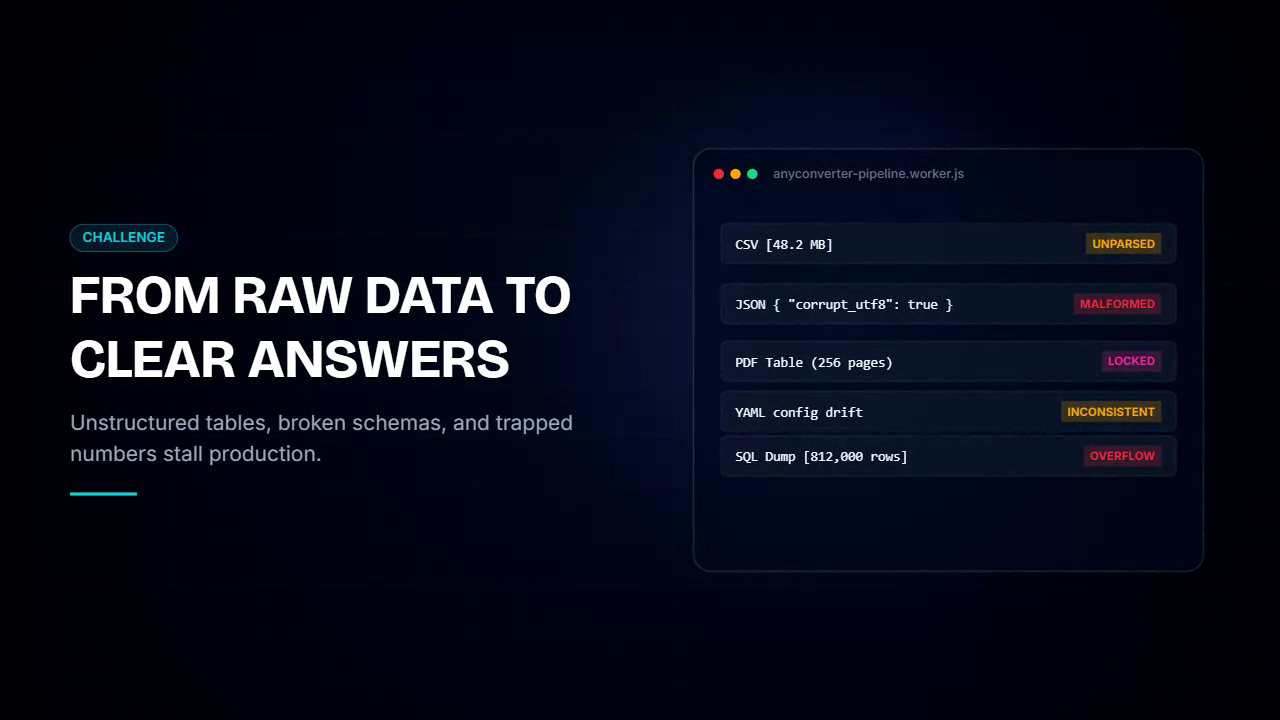 CHALLENGE
FROM RAW DATA TO
CLEAR ANSWERS
Unstructured tables, broken schemas, and trapped
numbers stall production.
anyconverter-pipeline.worker.js
CSV [48.2 MB] UNPARSED
JSON { "corrupt_utf8": true } MALFORMED
PDF Table (256 pages) LOCKED
YAML config drift INCONSISTENT
SQL Dump [812,000 rows] OVERFLOW